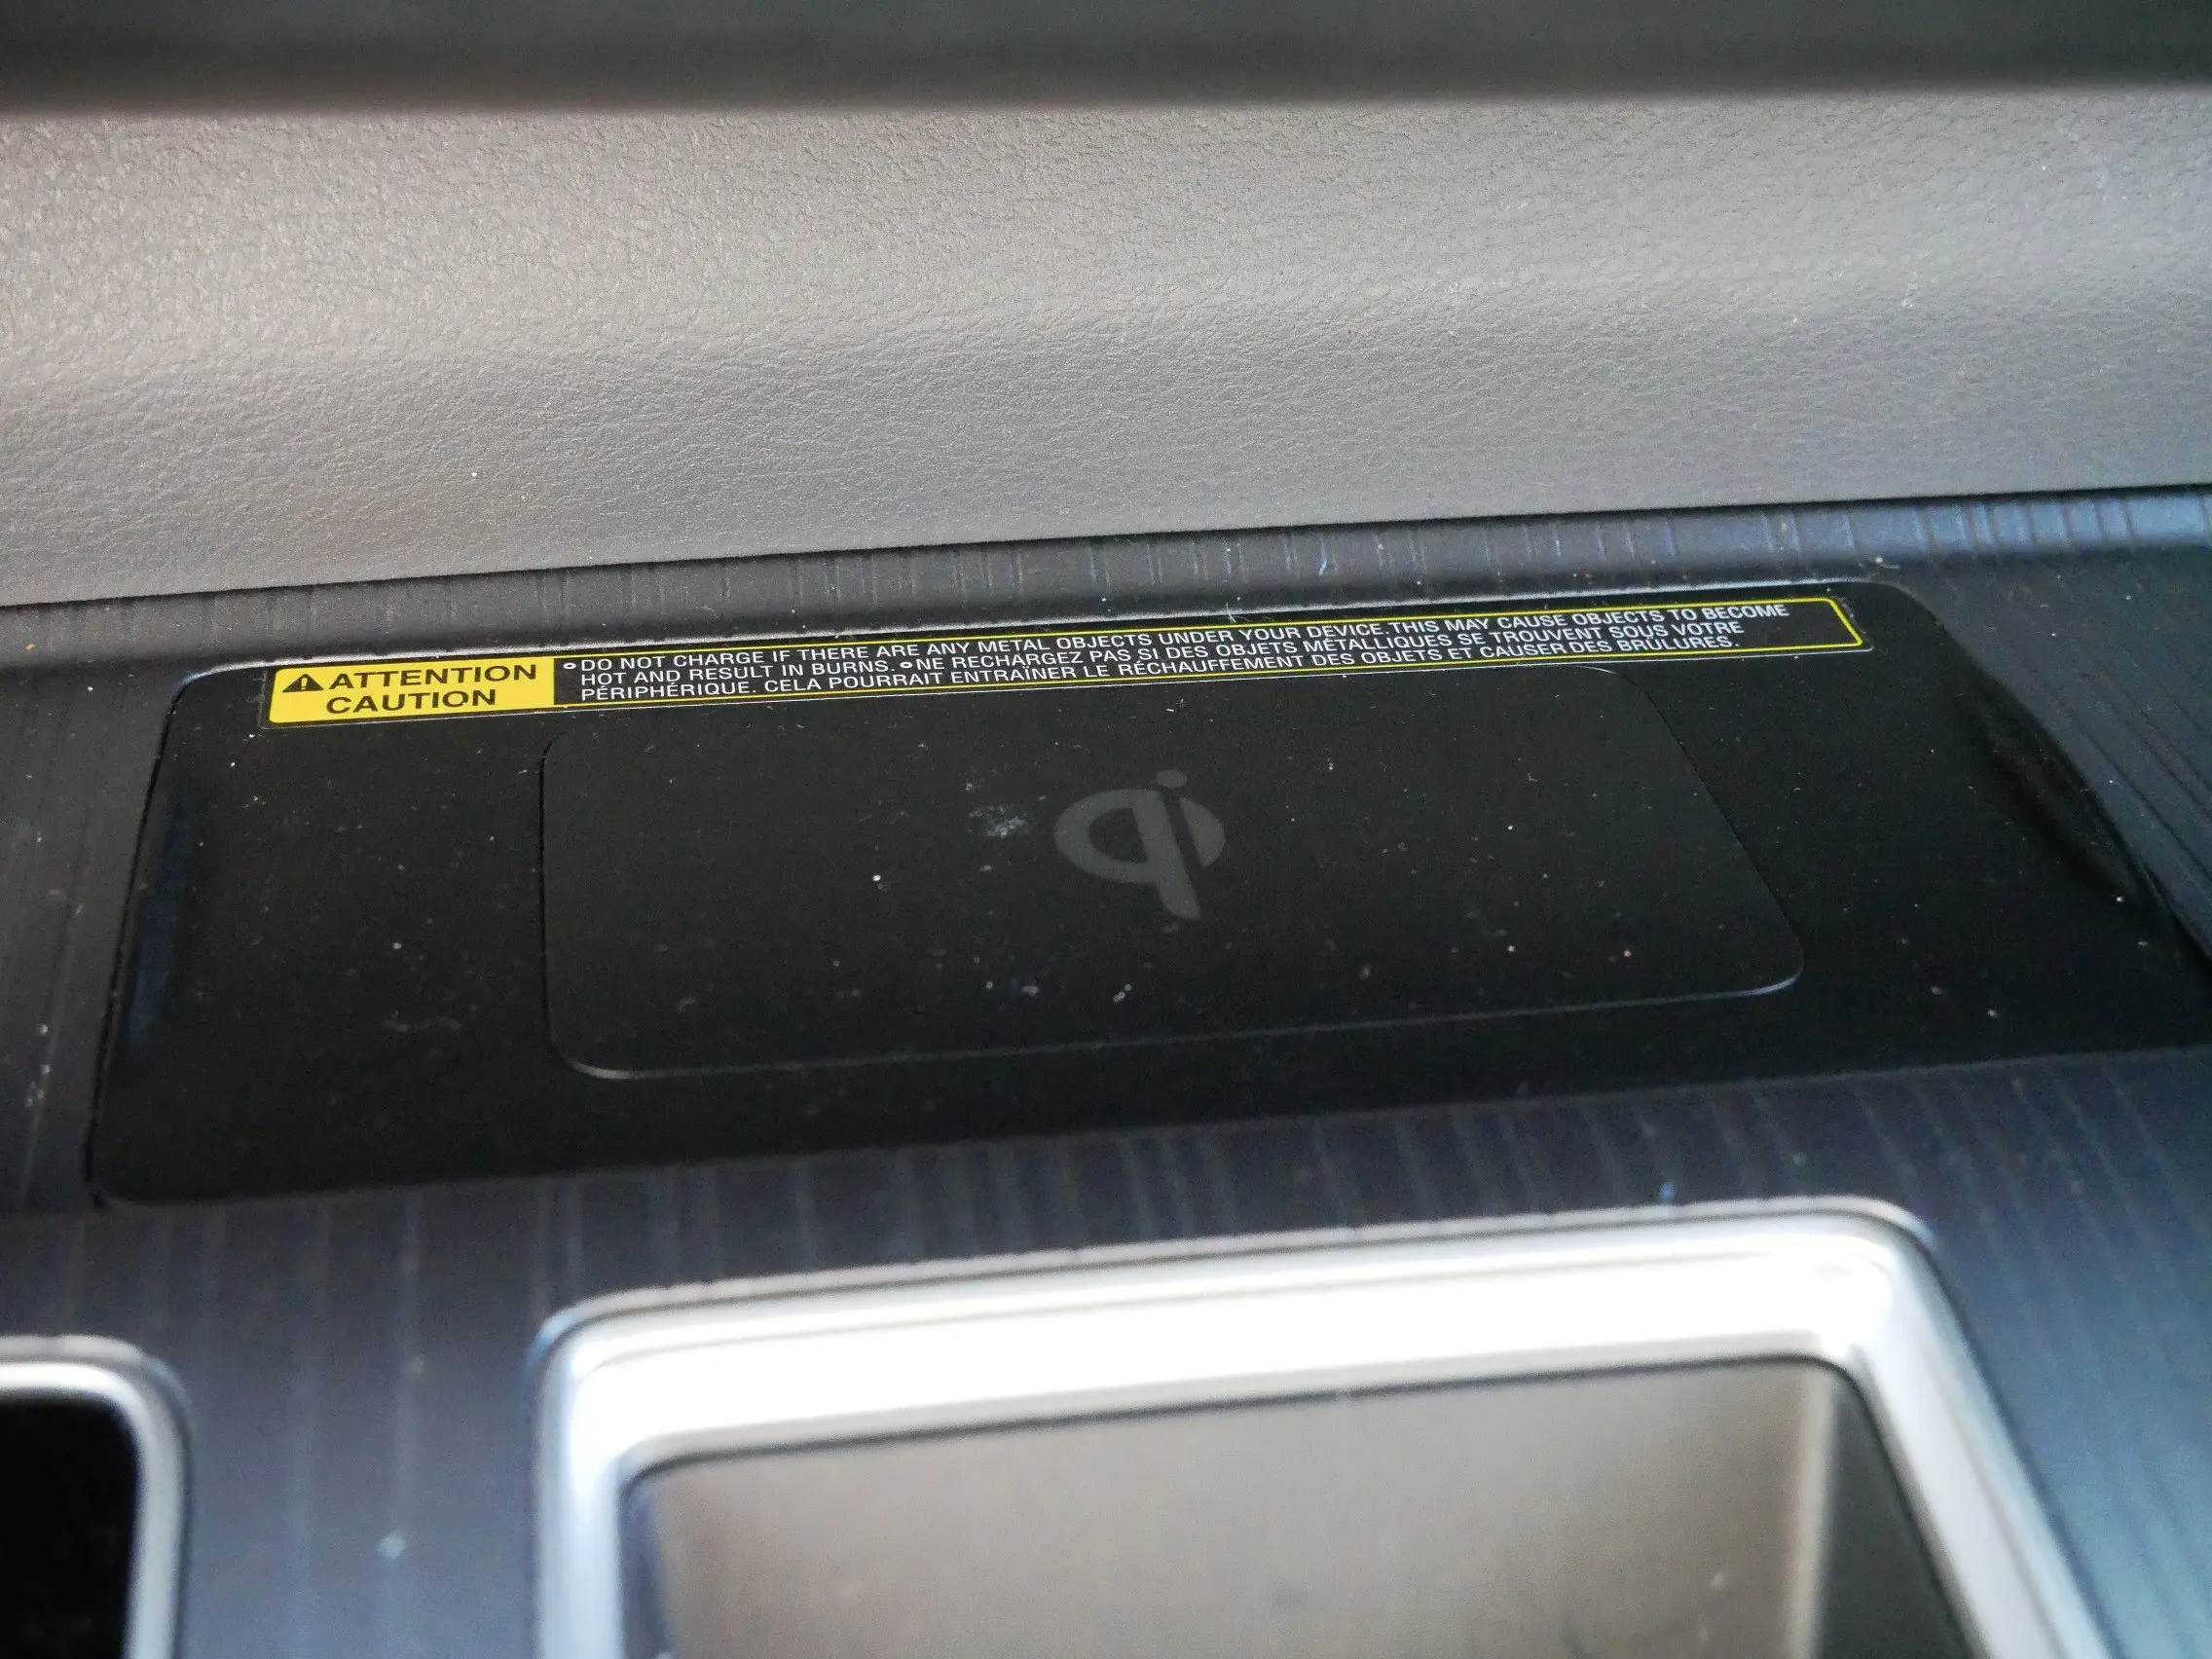 ⚠ATTENTION
CAUTION
•DO NOT CHARGE IF THERE ARE ANY METAL OBJECTS UNDER YOUR DEVICE.THIS MAY CAUSE OBJECTS TO BECOME
HOT AND RESULT IN BURNS. •NE RECHARGEZ PAS SI DES OBJETS MÉTALLIQUES SE TROUVENT SOUS VOTRE
PÉRIPHÉRIQUE. CELA POURRAIT ENTRAÎNER LE RÉCHAUFFEMENT DES OBJETS ET CAUSER DES BRÛLURES.
qi